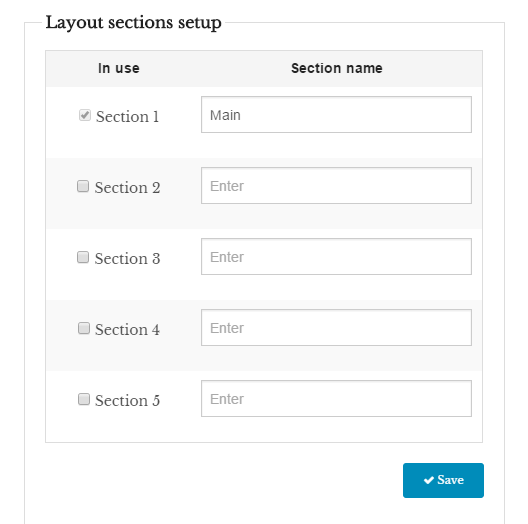 Layout sections setup
In use Section name
Section 1 Main
Section 2 Enter
Section 3 Enter
Section 4 Enter
Section 5 Enter
Save